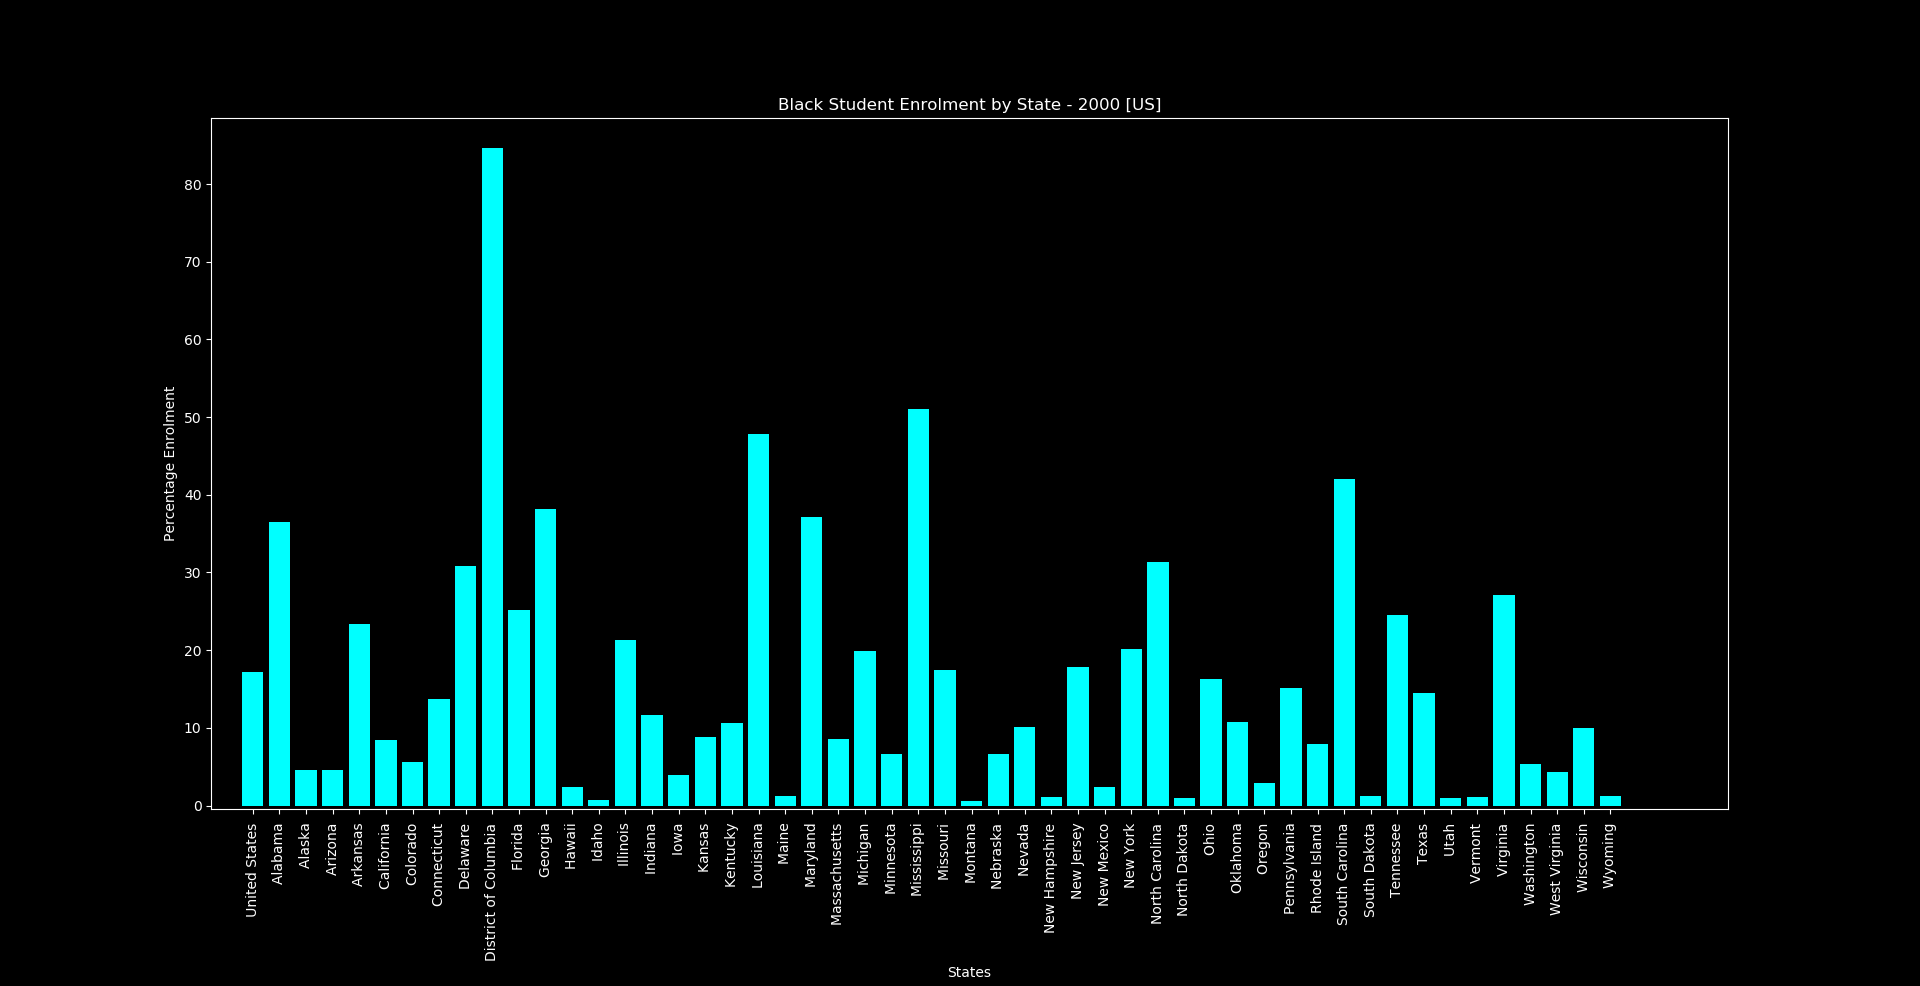 Black Student Enrolment by State - 2000 [US]
Percentage Enrolment
80
70
60
50
40
30
20
10
0
United States
Alabama
Alaska
Arizona
Arkansas
California
Colorado
Connecticut
Delaware
District of Columbia
Florida
Georgia
Hawaii
Idaho
Illinois
Indiana
Iowa
Kansas
Kentucky
Louisiana
Maine
Maryland
Massachusetts
Michigan
Minnesota
Mississippi
Missouri
Montana
Nebraska
Nevada
New Hampshire
New Jersey
New Mexico
New York
North Carolina
North Dakota
Ohio
Oklahoma
Oregon
Pennsylvania
Rhode Island
South Carolina
South Dakota
Tennessee
Texas
Utah
Vermont
Virginia
Washington
West Virginia
Wisconsin
Wyoming
States